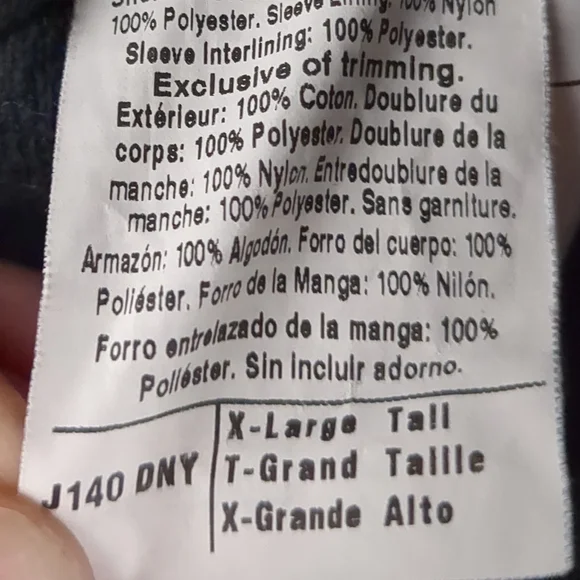 100% Polyester. Sleeve Lining: 100% Nylon
Sleeve Interlining: 100% Polyester.
Exclusive of trimming.
Extérieur: 100% Coton. Doublure du
corps: 100% Polyester. Doublure de la
manche: 100% Nylon. Entredoublure de la
manche: 100% Polyester. Sans garniture.
Armazón: 100% Algodón. Forro del cuerpo: 100%
Poliéster. Forro de la Manga: 100% Nilón.
Forro entrelazado de la manga: 100%
Poliéster. Sin incluir adorno.
X-Large Tall
J140 DNY T-Grand Taille
X-Grande Alto